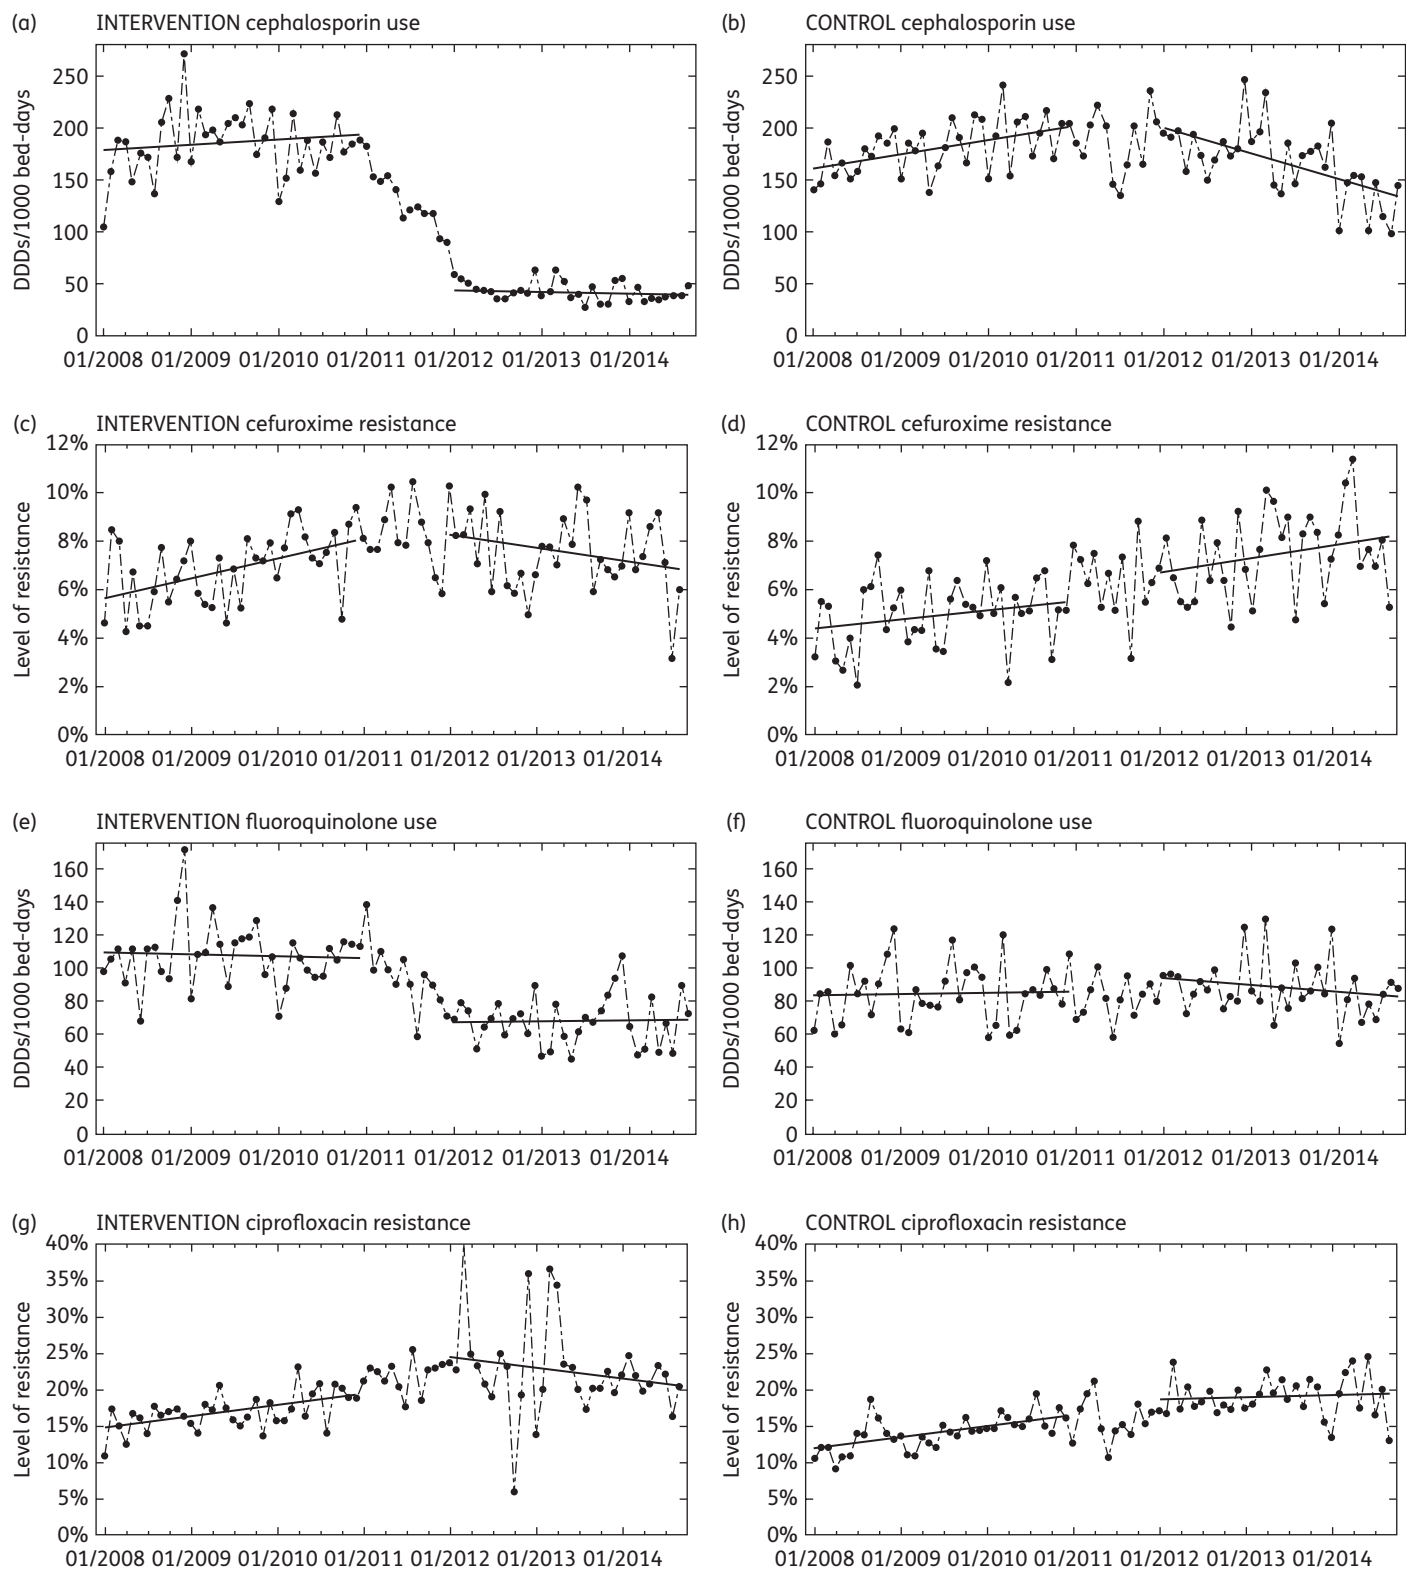 (a) INTERVENTION cephalosporin use
DDDs/1000 bed-days
250
200
150
100
50
0
01/2008 01/2009 01/2010 01/2011 01/2012 01/2013 01/2014
(b) CONTROL cephalosporin use
DDDs/1000 bed-days
250
200
150
100
50
0
01/2008 01/2009 01/2010 01/2011 01/2012 01/2013 01/2014
(c) INTERVENTION cefuroxime resistance
Level of resistance
12%
10%
8%
6%
4%
2%
0%
01/2008 01/2009 01/2010 01/2011 01/2012 01/2013 01/2014
(d) CONTROL cefuroxime resistance
Level of resistance
12%
10%
8%
6%
4%
2%
0%
01/2008 01/2009 01/2010 01/2011 01/2012 01/2013 01/2014
(e) INTERVENTION fluoroquinolone use
DDDs/1000 bed-days
160
140
120
100
80
60
40
20
0
01/2008 01/2009 01/2010 01/2011 01/2012 01/2013 01/2014
(f) CONTROL fluoroquinolone use
DDDs/1000 bed-days
160
140
120
100
80
60
40
20
0
01/2008 01/2009 01/2010 01/2011 01/2012 01/2013 01/2014
(g) INTERVENTION ciprofloxacin resistance
Level of resistance
40%
35%
30%
25%
20%
15%
10%
5%
0%
01/2008 01/2009 01/2010 01/2011 01/2012 01/2013 01/2014
(h) CONTROL ciprofloxacin resistance
Level of resistance
40%
35%
30%
25%
20%
15%
10%
5%
0%
01/2008 01/2009 01/2010 01/2011 01/2012 01/2013 01/2014